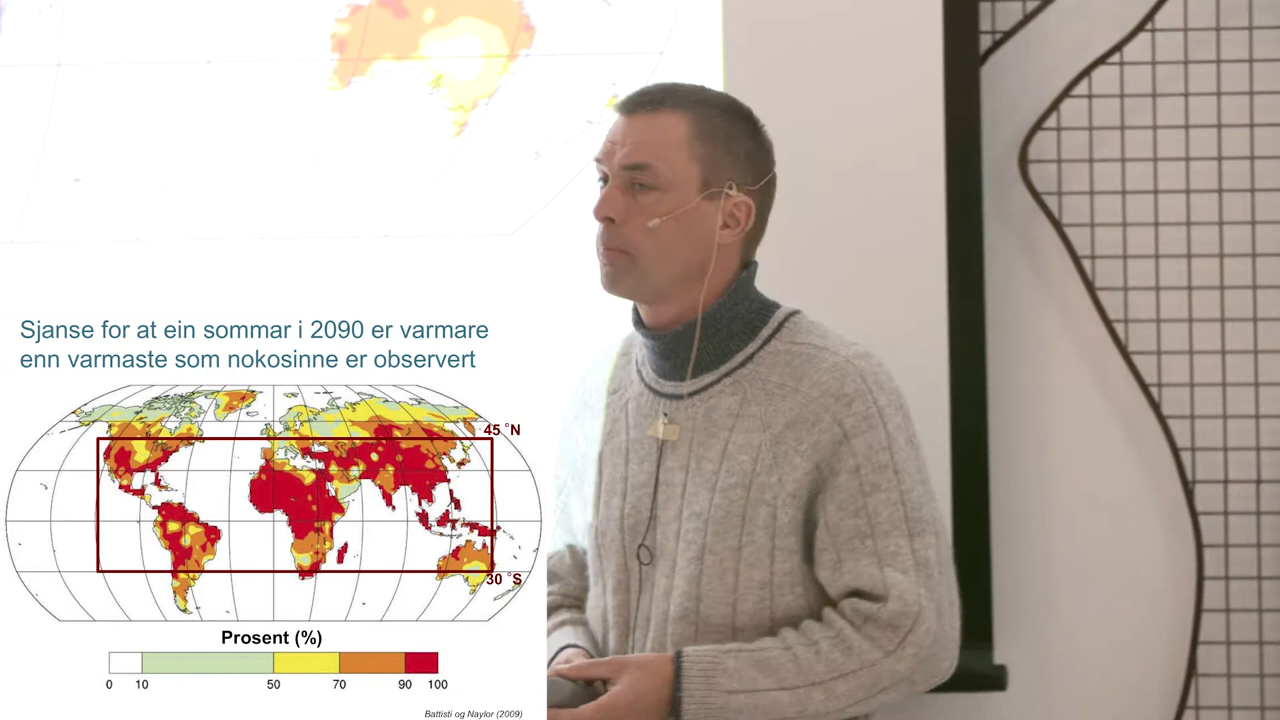 Sjanse for at ein sommar i 2090 er varmare
enn varmaste som nokosinne er observert
45 °N
30 °S
Prosent (%)
0 10 50 70 90 100
Battisti og Naylor (2009)